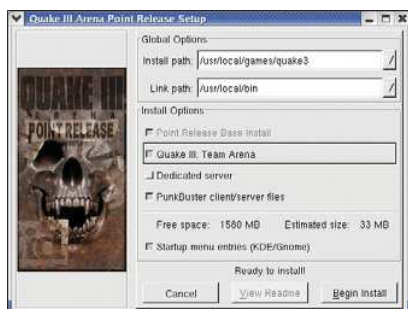 Quake III Arena Point Release Setup
Global Options
Install path: /usr/local/games/quake3
Link path: /usr/local/bin
QUAKE III
ARENA
POINT RELEASE
Install Options
Point Release Base Install
Quake III: Team Arena
Dedicated server
PunkBuster client/server files
Free space: 1580 MB Estimated size: 33 MB
Startup menu entries (KDE/Gnome)
Ready to install!
Cancel View Readme Begin Install